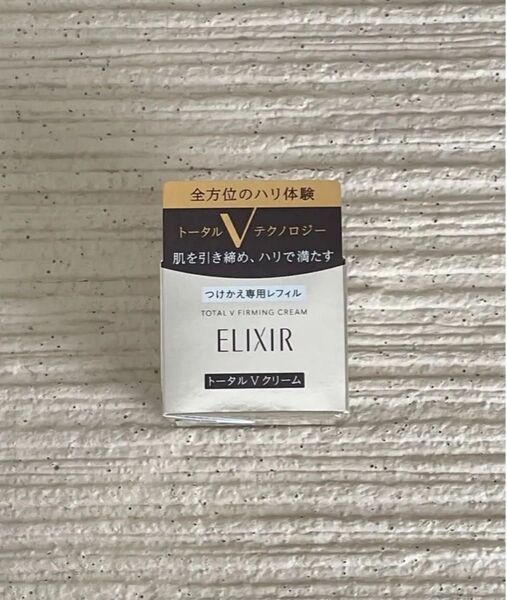 全方位のハリ体験
トータル V テクノロジー
肌を引き締め、ハリで満たす
つけかえ専用レフィル
TOTAL V FIRMING CREAM
ELIXIR
トータル V クリーム